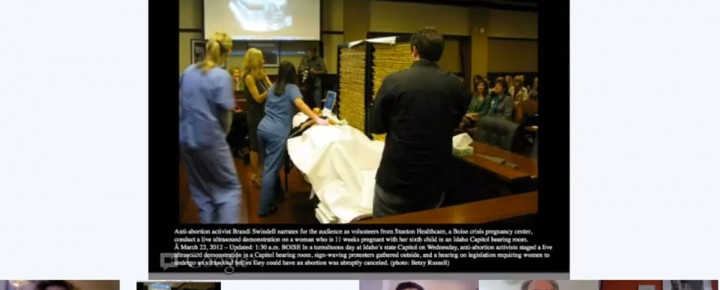 Anti-abortion activist Brandi Swindell narrates for the audience as volunteers from Stanton Healthcare, a Boise crisis pregnancy center,
conduct a live ultrasound demonstration on a woman who is 11 weeks pregnant with her sixth child in an Idaho Capitol hearing room.
Â March 22, 2012 – Updated: 1:30 a.m. BOISE In a tumultuous day at Idaho's state Capitol on Wednesday, anti-abortion activists staged a live
ultrasound demonstration in a Capitol hearing room, sign-waving protesters gathered outside, and a hearing on legislation requiring women to
undergo an ultrasound before they could have an abortion was abruptly canceled. (photo: Betsy Russell)